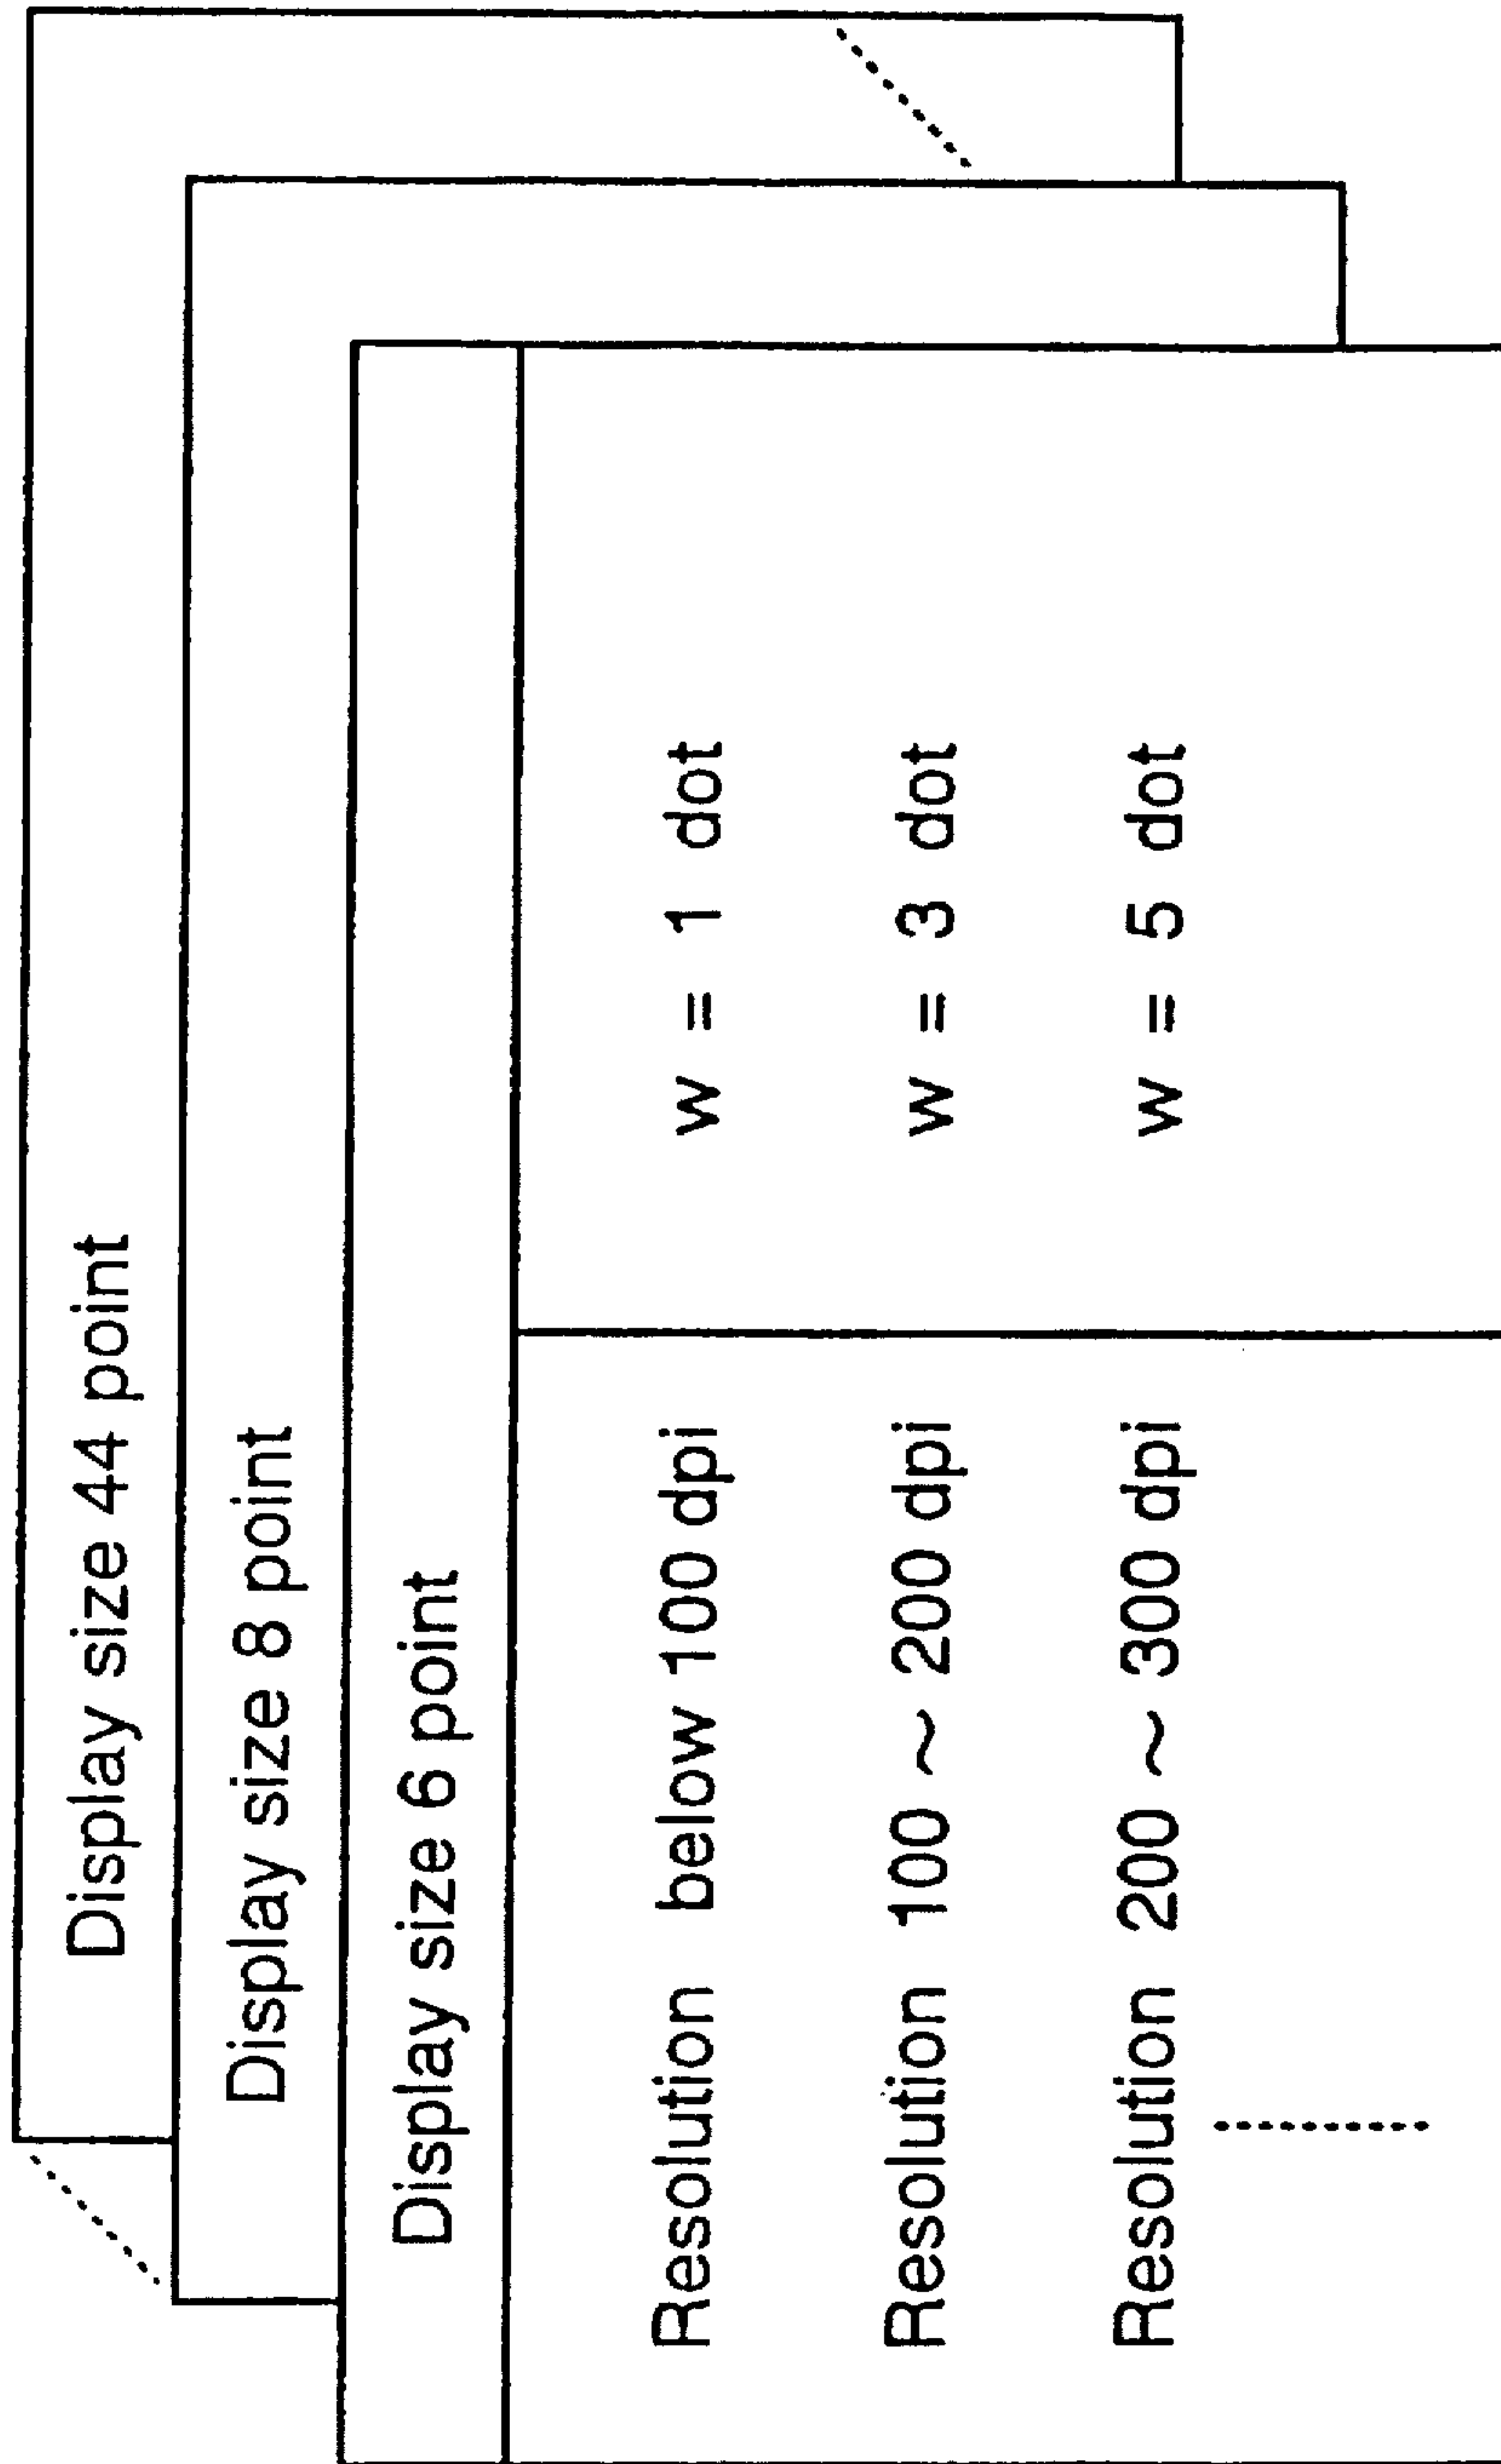 Display size 44 point
Display size 8 point
Display size 6 point
Resolution below 100 dpi w = 1 dot
Resolution 100 ~ 200 dpi w = 3 dot
Resolution 200 ~ 300 dpi w = 5 dot